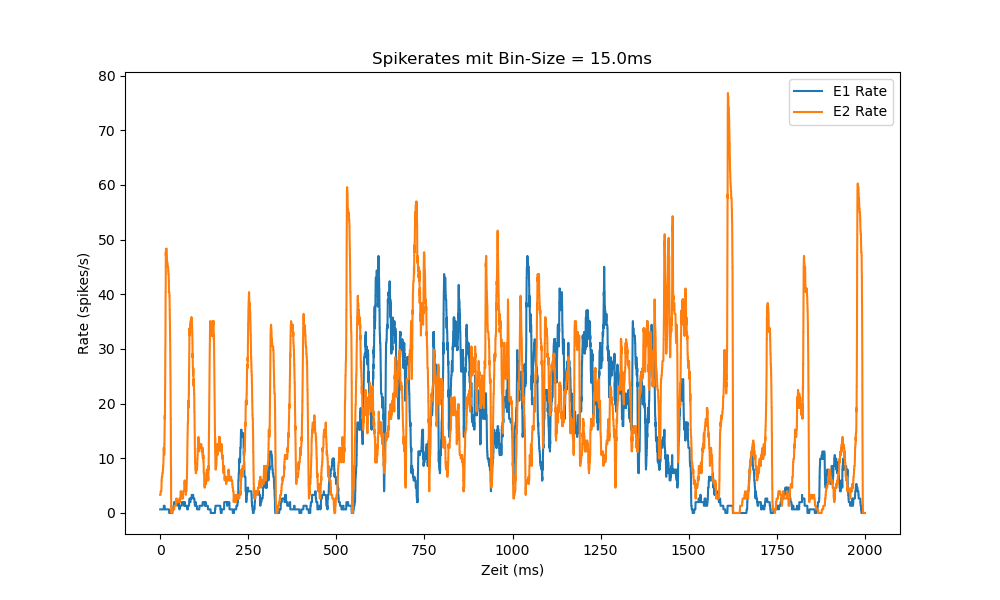 Spikerates mit Bin-Size = 15.0ms
E1 Rate
E2 Rate
80
70
60
50
40
30
20
10
0
Rate (spikes/s)
0 250 500 750 1000 1250 1500 1750 2000
Zeit (ms)